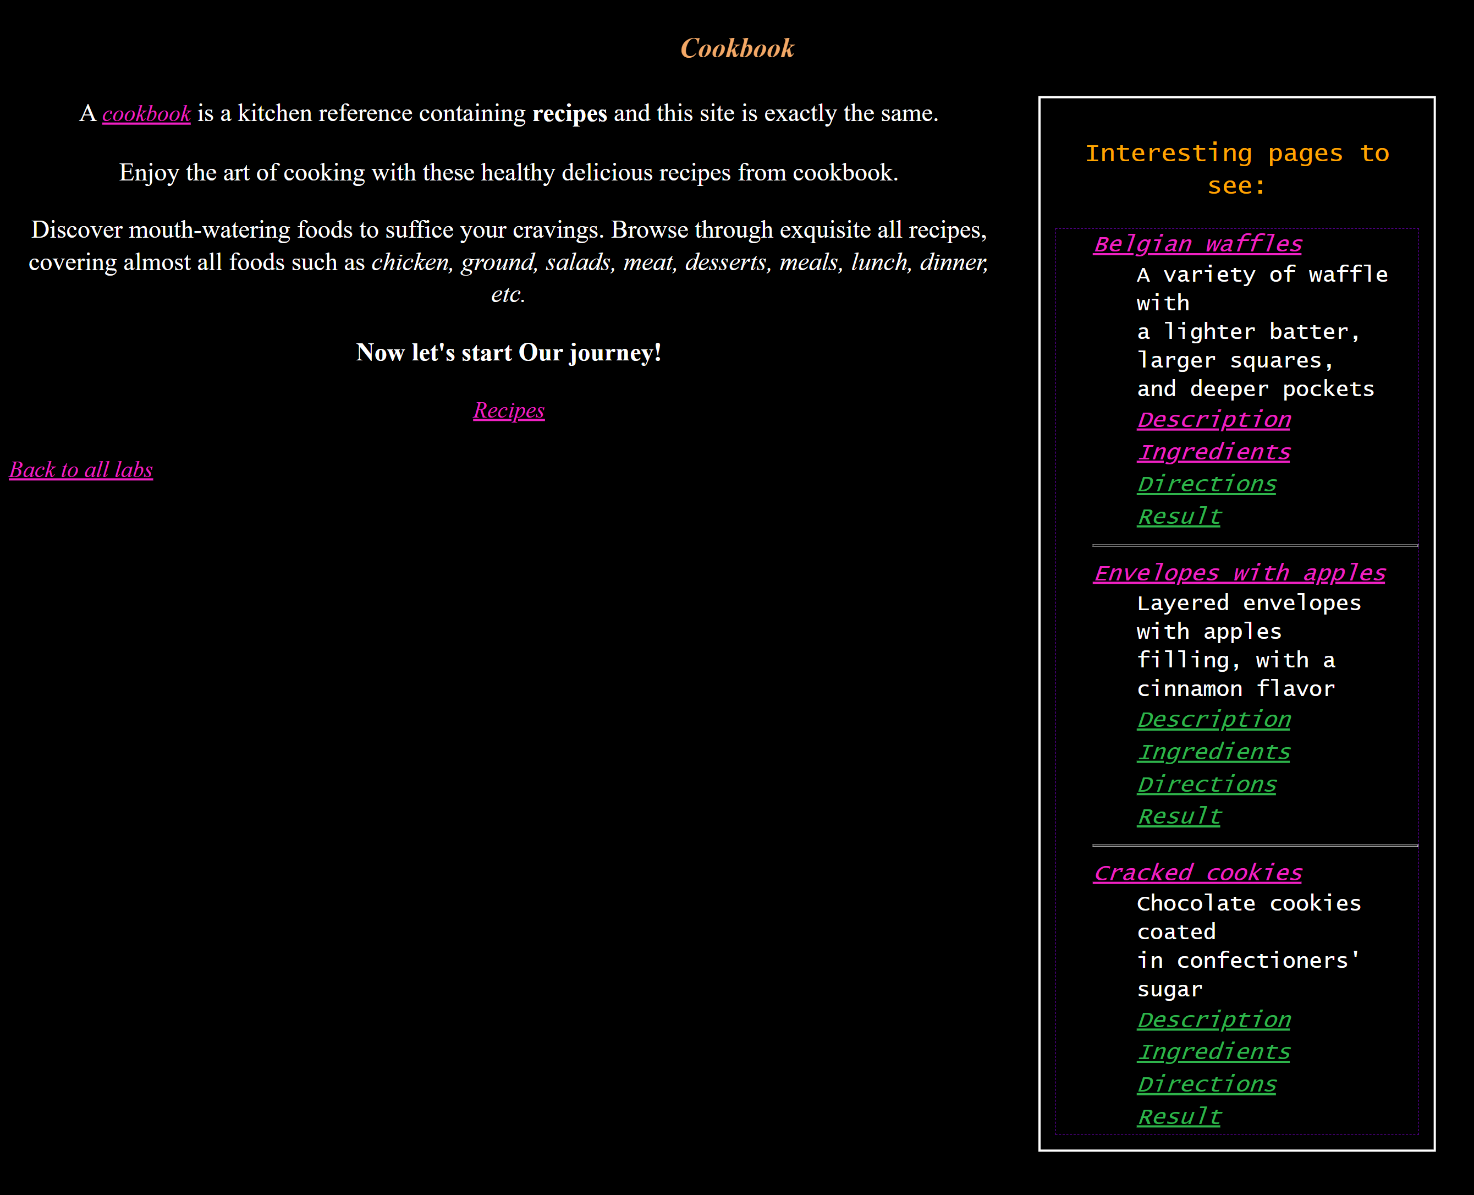 Cookbook
A cookbook is a kitchen reference containing recipes and this site is exactly the same.
Enjoy the art of cooking with these healthy delicious recipes from cookbook.
Discover mouth-watering foods to suffice your cravings. Browse through exquisite all recipes,
covering almost all foods such as chicken, ground, salads, meat, desserts, meals, lunch, dinner,
etc.
Now let's start Our journey!
Recipes
Back to all labs
Interesting pages to
see:
Belgian waffles
A variety of waffle
with
a lighter batter,
larger squares,
and deeper pockets
Description
Ingredients
Directions
Result
Envelopes with apples
Layered envelopes
with apples
filling, with a
cinnamon flavor
Description
Ingredients
Directions
Result
Cracked cookies
Chocolate cookies
coated
in confectioners'
sugar
Description
Ingredients
Directions
Result